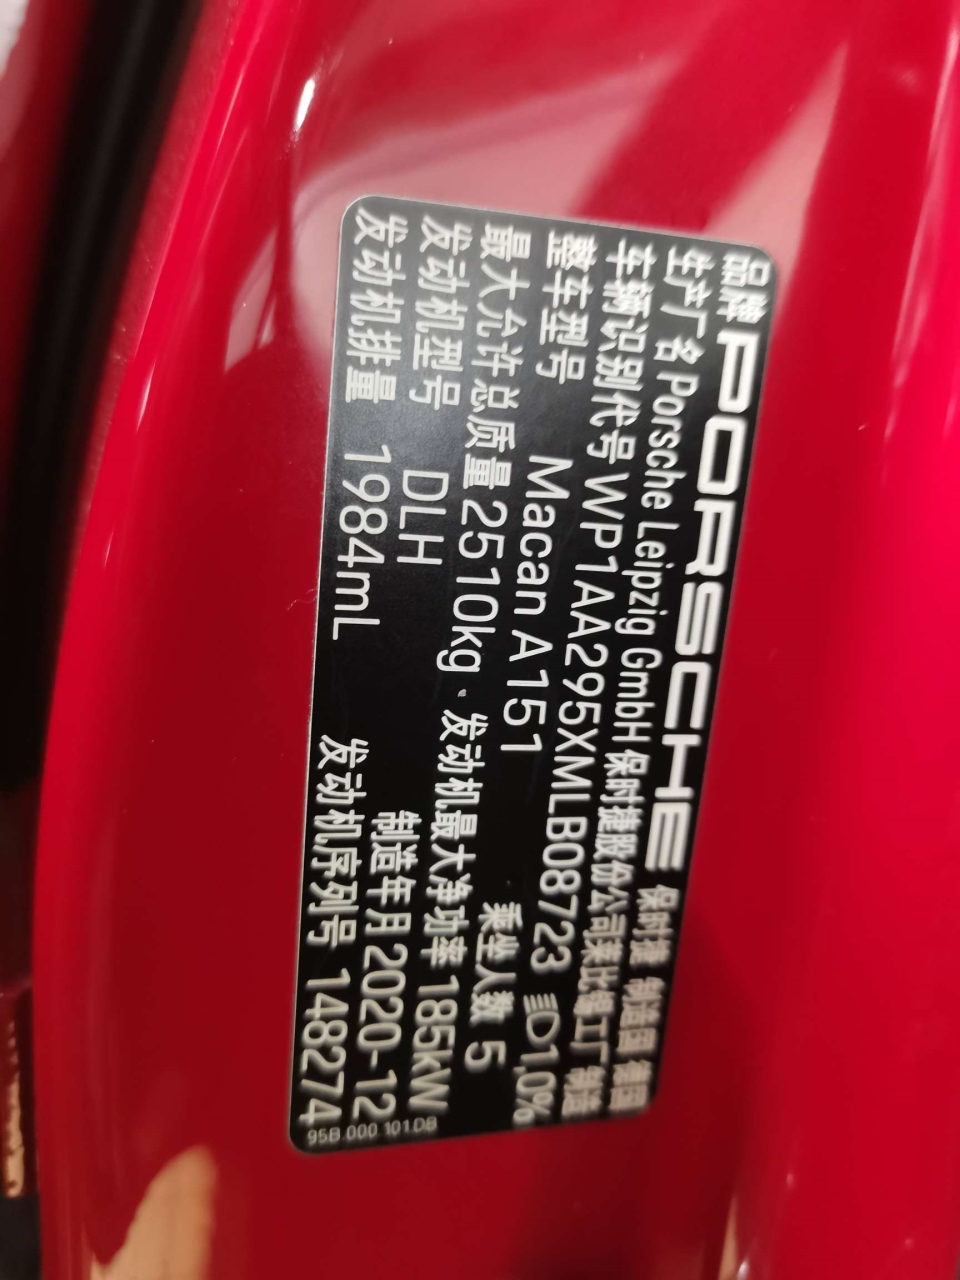 品牌 PORSCHE 保时捷 制造国 德国
生产厂名 Porsche Leipzig GmbH 保时捷股份公司莱比锡工厂 制造
车辆识别代号 WP1AA295XMLB08723 1,0%
整车型号 Macan A151 乘坐人数 5
最大允许总质量 2510kg · 发动机最大净功率 185kW
发动机型号 DLH 制造年月 2020-12
发动机排量 1984mL 发动机序列号 148274
95B.000.101.DB